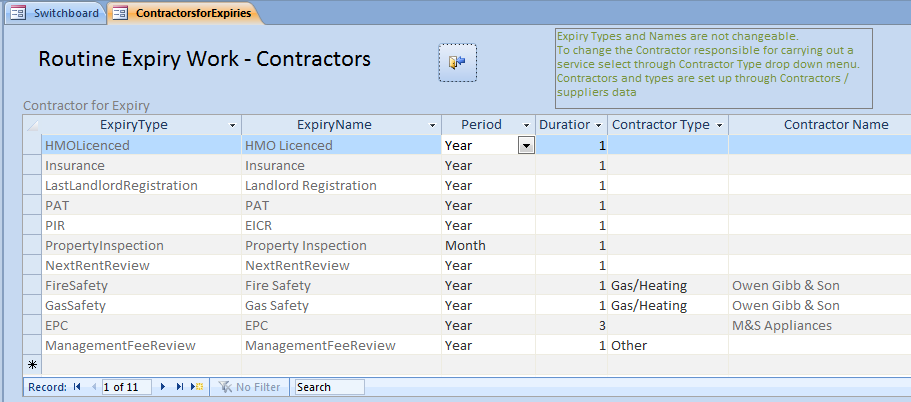 Switchboard ContractorsforExpiries
Routine Expiry Work - Contractors
Expiry Types and Names are not changeable.
To change the Contractor responsible for carrying out a
service select through Contractor Type drop down menu.
Contractors and types are set up through Contractors /
suppliers data
Contractor for Expiry
ExpiryType ExpiryName Period Duration Contractor Type Contractor Name
HMOLicenced HMO Licenced Year 1
Insurance Insurance Year 1
LastLandlordRegistration Landlord Registration Year 1
PAT PAT Year 1
PIR EICR Year 1
PropertyInspection Property Inspection Month 1
NextRentReview NextRentReview Year 1
FireSafety Fire Safety Year 1 Gas/Heating Owen Gibb & Son
GasSafety Gas Safety Year 1 Gas/Heating Owen Gibb & Son
EPC EPC Year 3 M&S Appliances
ManagementFeeReview ManagementFeeReview Year 1 Other
Record: 1 of 11 No Filter Search